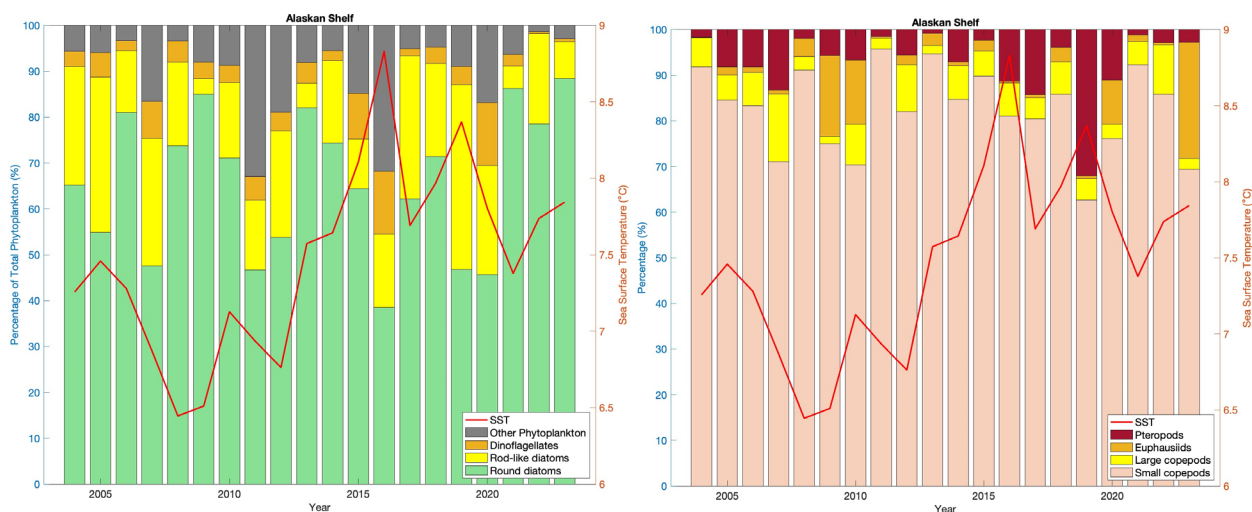 Alaskan Shelf
100
90
80
70
60
50
40
30
20
10
0
Percentage of Total Phytoplankton (%)
9
8.5
8
7.5
7
6.5
6
Sea Surface Temperature (°C)
SST
Other Phytoplankton
Dinoflagellates
Rod-like diatoms
Round diatoms
2005
2010
2015
2020
Year
Alaskan Shelf
100
90
80
70
60
50
40
30
20
10
0
Percentage (%)
9
8.5
8
7.5
7
6.5
6
Sea Surface Temperature (°C)
SST
Pteropods
Euphausiids
Large copepods
Small copepods
2005
2010
2015
2020
Year